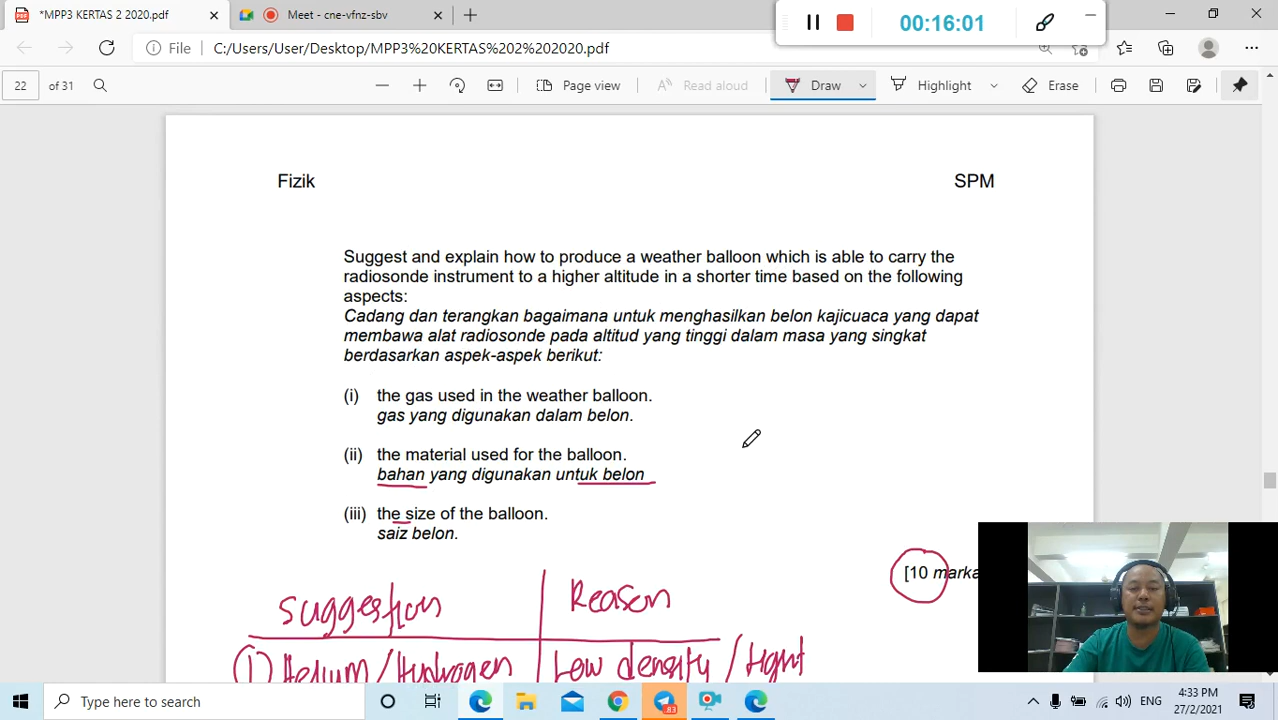 *MPP3 KERTAS 2 2020.pdf
Meet - cne-vfnz-sbv
00:16:01
File
C:/Users/User/Desktop/MPP3%20KERTAS%202%202020.pdf
22
of 31
Page view
Read aloud
Draw
Highlight
Erase
Fizik
SPM
Suggest and explain how to produce a weather balloon which is able to carry the
radiosonde instrument to a higher altitude in a shorter time based on the following
aspects:
Cadang dan terangkan bagaimana untuk menghasilkan belon kajicuaca yang dapat
membawa alat radiosonde pada altitud yang tinggi dalam masa yang singkat
berdasarkan aspek-aspek berikut:
(i) the gas used in the weather balloon.
gas yang digunakan dalam belon.
(ii) the material used for the balloon.
bahan yang digunakan untuk belon
(iii) the size of the balloon.
saiz belon.
[10 marka
Suggestion
Reason
(1) Helium/Hydrogen
Low density / light
Type here to search
83
ENG
4:33 PM
27/2/2021